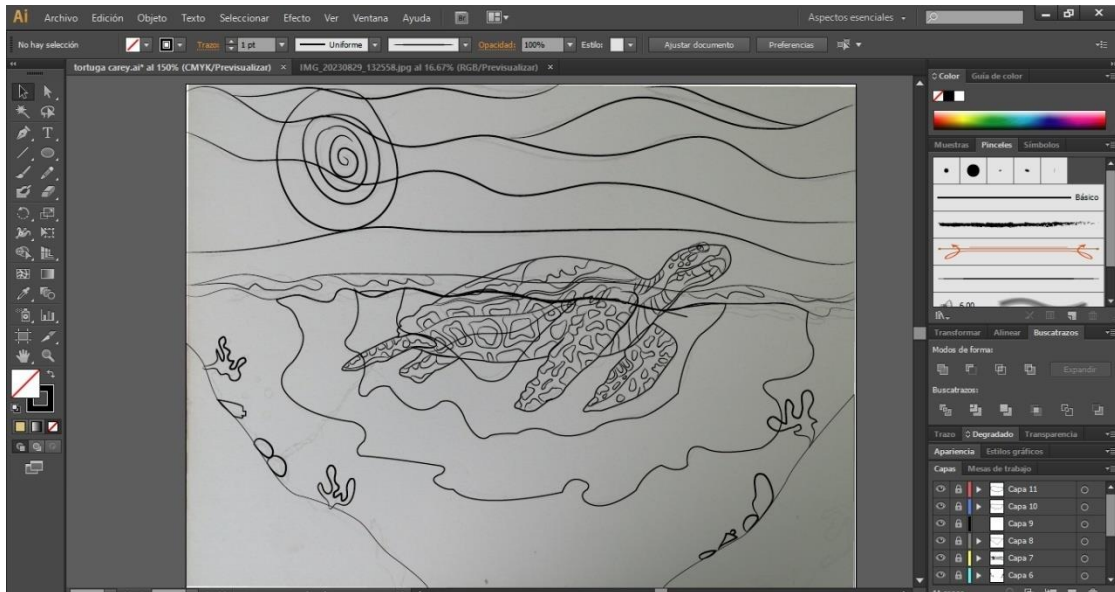 Ai Archivo Edición Objeto Texto Seleccionar Efecto Ver Ventana Ayuda Br Aspectos esenciales
No hay selección Trazo: 1 pt Uniforme Opacidad: 100% Estilo: Ajustar documento Preferencias
tortuga carey.ai* al 150% (CMYK/Previsualizar) × IMG_20230829_132558.jpg al 16.67% (RGB/Previsualizar) ×
Color Guía de color
Muestras Pinceles Símbolos
Básico
6.00
Transformar Alinear Buscatrazos
Modos de forma:
Expandir
Buscatrazos:
Trazo Degradado Transparencia
Apariencia Estilos gráficos
Capas Mesas de trabajo
Capa 11
Capa 10
Capa 9
Capa 8
Capa 7
Capa 6